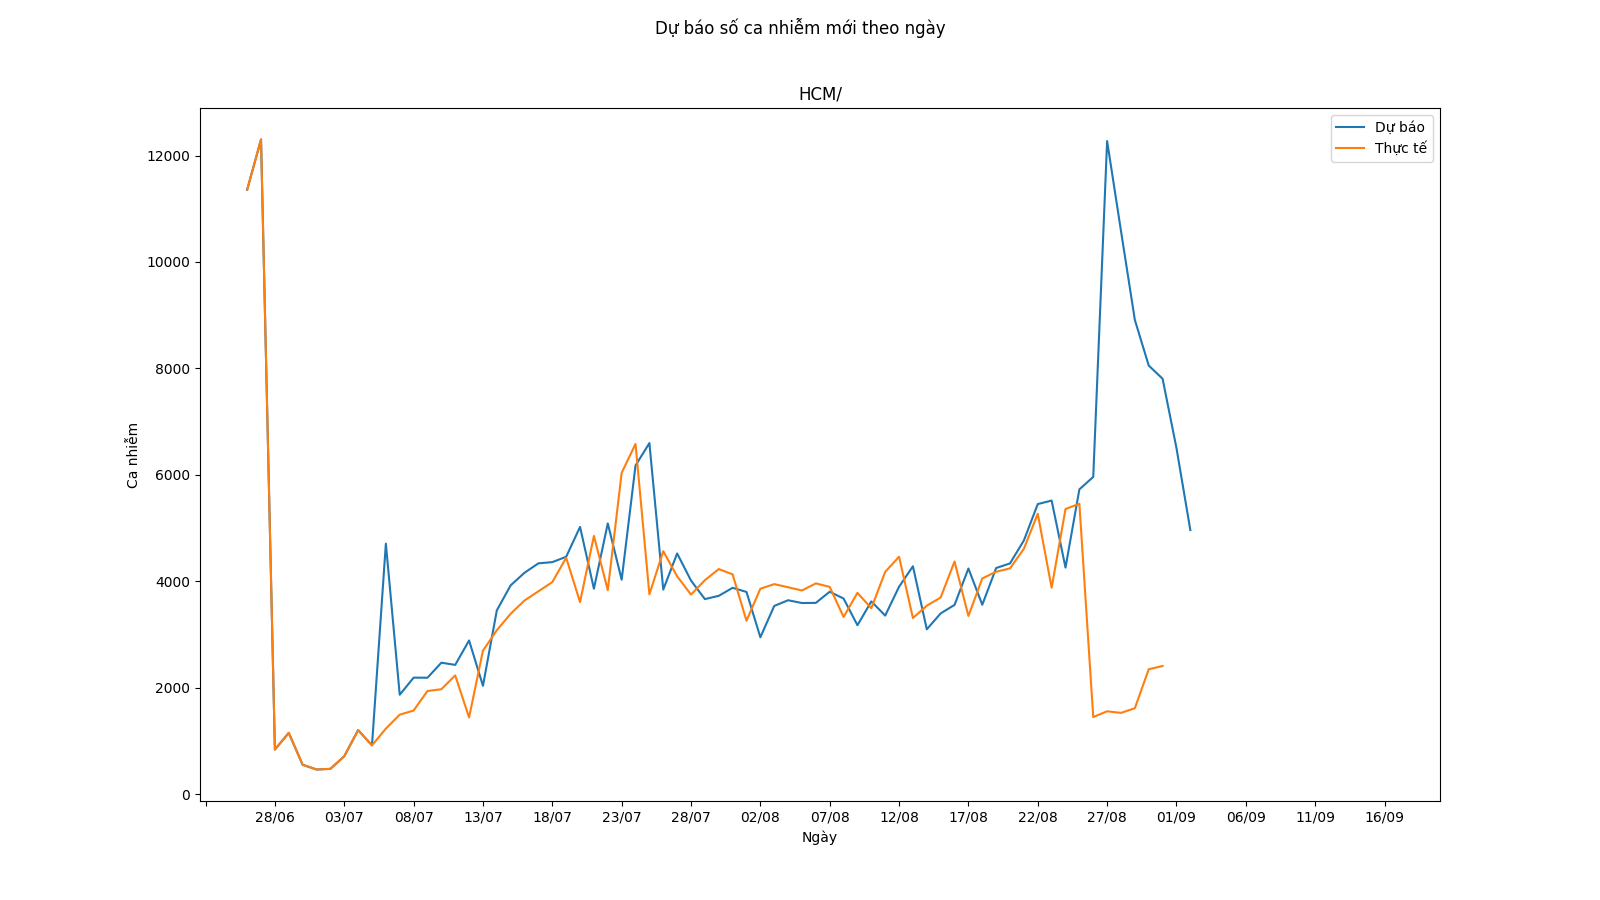 Dự báo số ca nhiễm mới theo ngày
HCM/
Dự báo
Thực tế
12000
10000
8000
6000
4000
2000
0
Ca nhiễm
28/06 03/07 08/07 13/07 18/07 23/07 28/07 02/08 07/08 12/08 17/08 22/08 27/08 01/09 06/09 11/09 16/09
Ngày